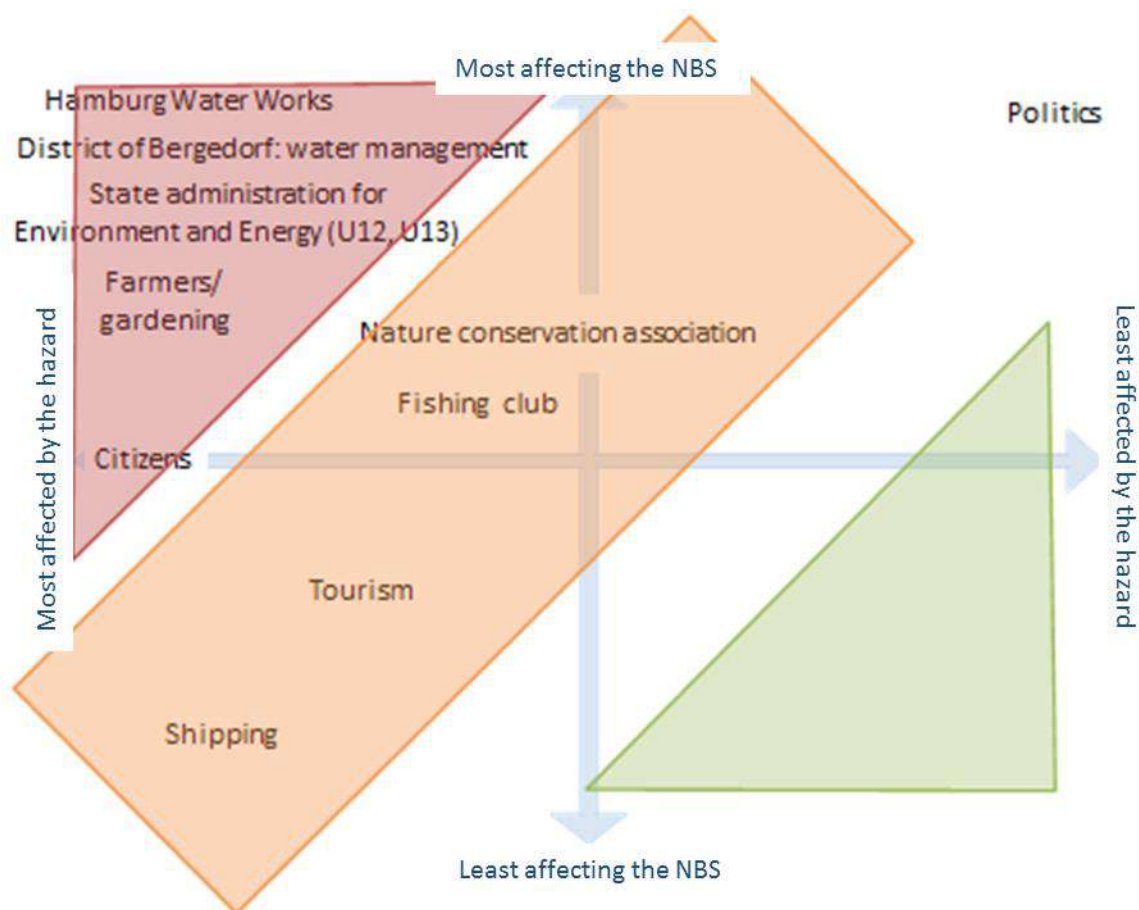 Most affecting the NBS
Hamburg Water Works
Politics
District of Bergedorf: water management
State administration for
Environment and Energy (U12, U13)
Farmers/
gardening
Nature conservation association
Fishing club
Citizens
Most affected by the hazard
Least affected by the hazard
Tourism
Shipping
Least affecting the NBS